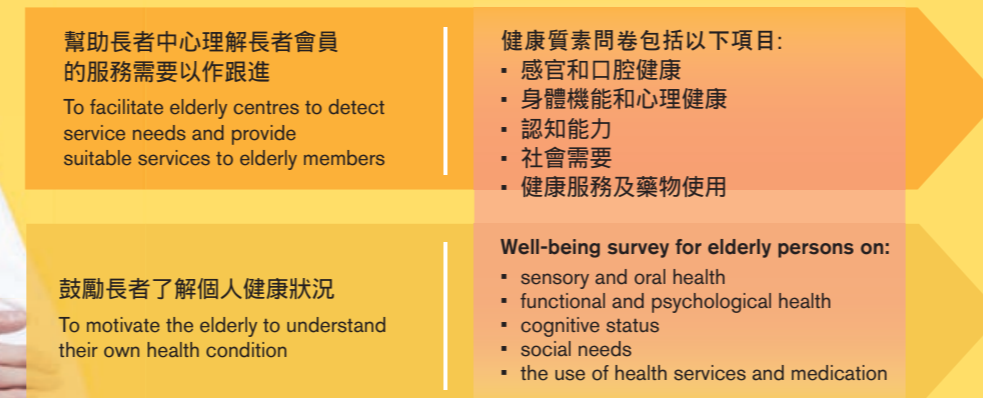 幫助長者中心理解長者會員
的服務需要以作跟進
To facilitate elderly centres to detect
service needs and provide
suitable services to elderly members
健康質素問卷包括以下項目:
▪ 感官和口腔健康
▪ 身體機能和心理健康
▪ 認知能力
▪ 社會需要
▪ 健康服務及藥物使用
鼓勵長者了解個人健康狀況
To motivate the elderly to understand
their own health condition
Well-being survey for elderly persons on:
▪ sensory and oral health
▪ functional and psychological health
▪ cognitive status
▪ social needs
▪ the use of health services and medication